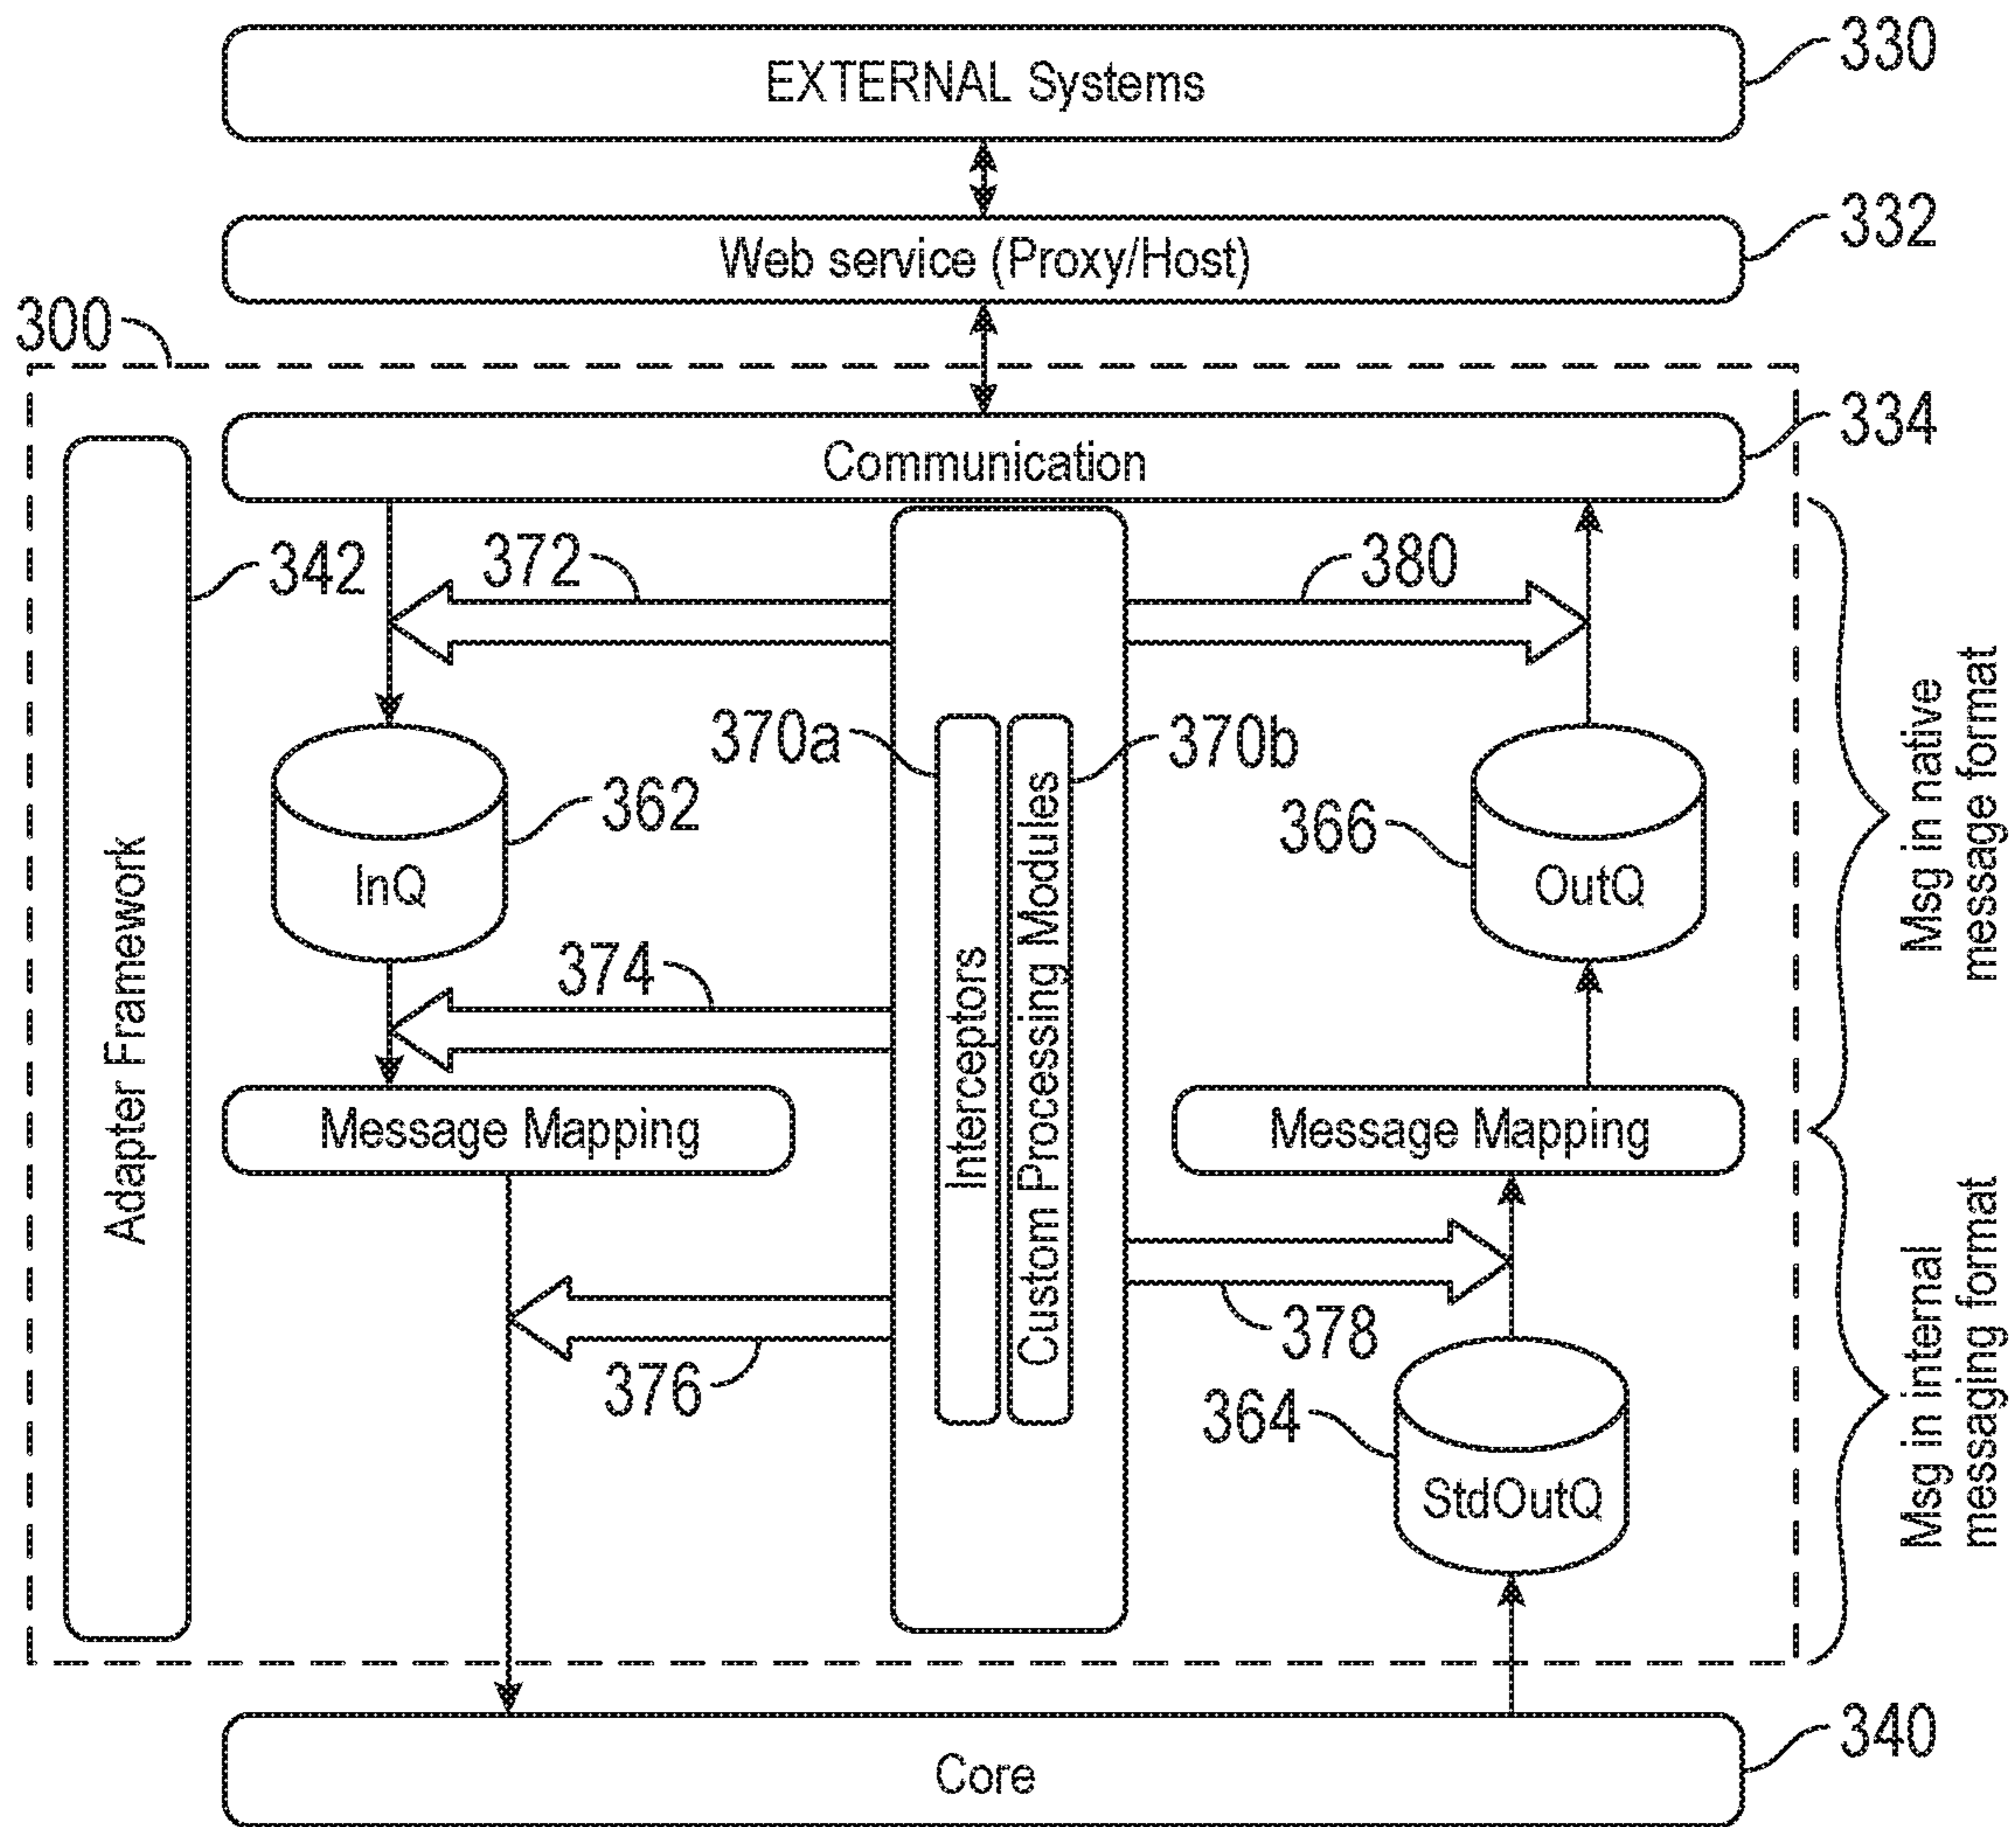 EXTERNAL Systems
330
Web service (Proxy/Host)
332
300
Communication
334
342
372
380
370a
370b
362
366
InQ
OutQ
374
Adapter Framework
Interceptors
Custom Processing Modules
Msg in native
message format
Message Mapping
Message Mapping
376
378
364
StdOutQ
Msg in internal
messaging format
Core
340